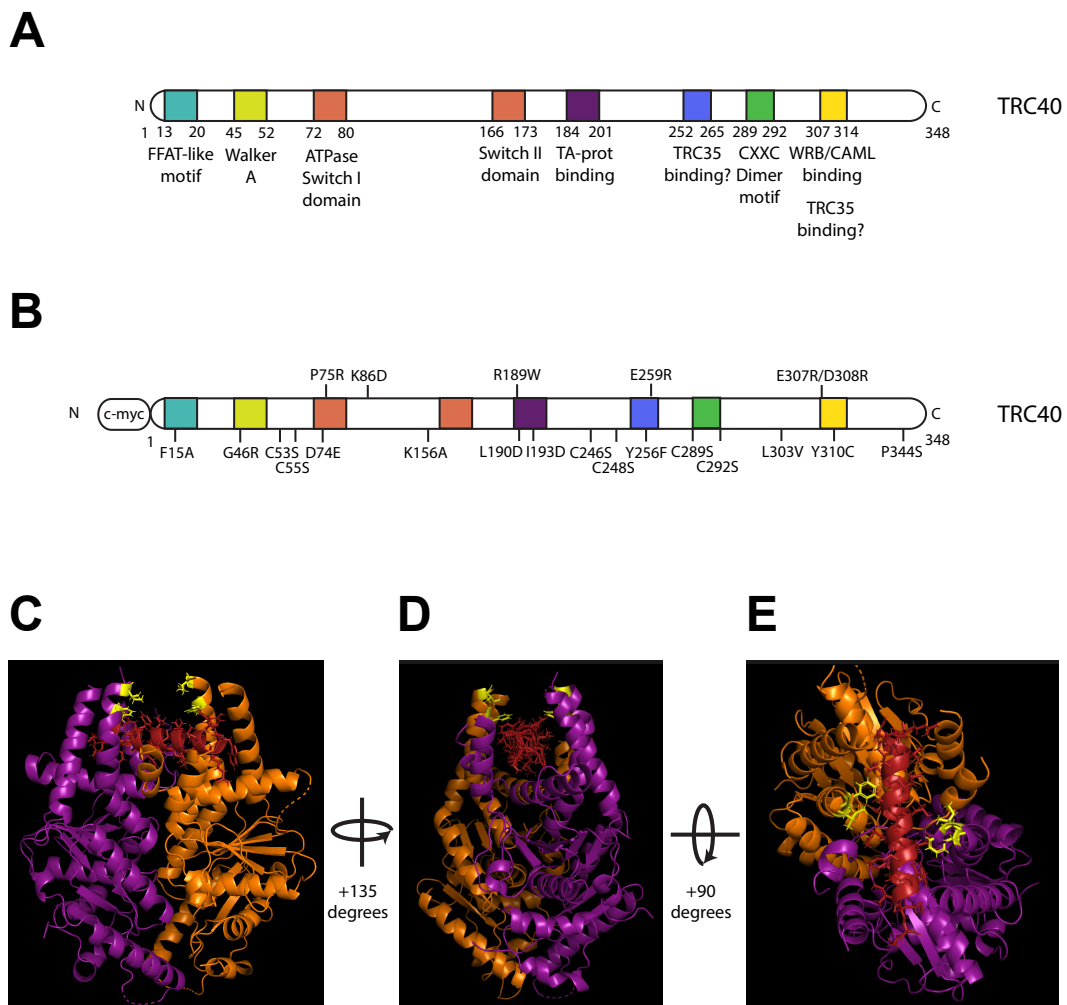 A
N
C
TRC40
1 13 20 45 52 72 80 166 173 184 201 252 265 289 292 307 314 348
FFAT-like
motif
Walker
A
ATPase
Switch I
domain
Switch II
domain
TA-prot
binding
TRC35
binding?
CXXC
Dimer
motif
WRB/CAML
binding
TRC35
binding?
B
P75R K86D R189W E259R E307R/D308R
N
c-myc
C
TRC40
1
348
F15A G46R C53S D74E K156A L190D I193D C246S Y256F C289S L303V Y310C P344S
C55S C248S C292S
C
D
E
+135
degrees
+90
degrees